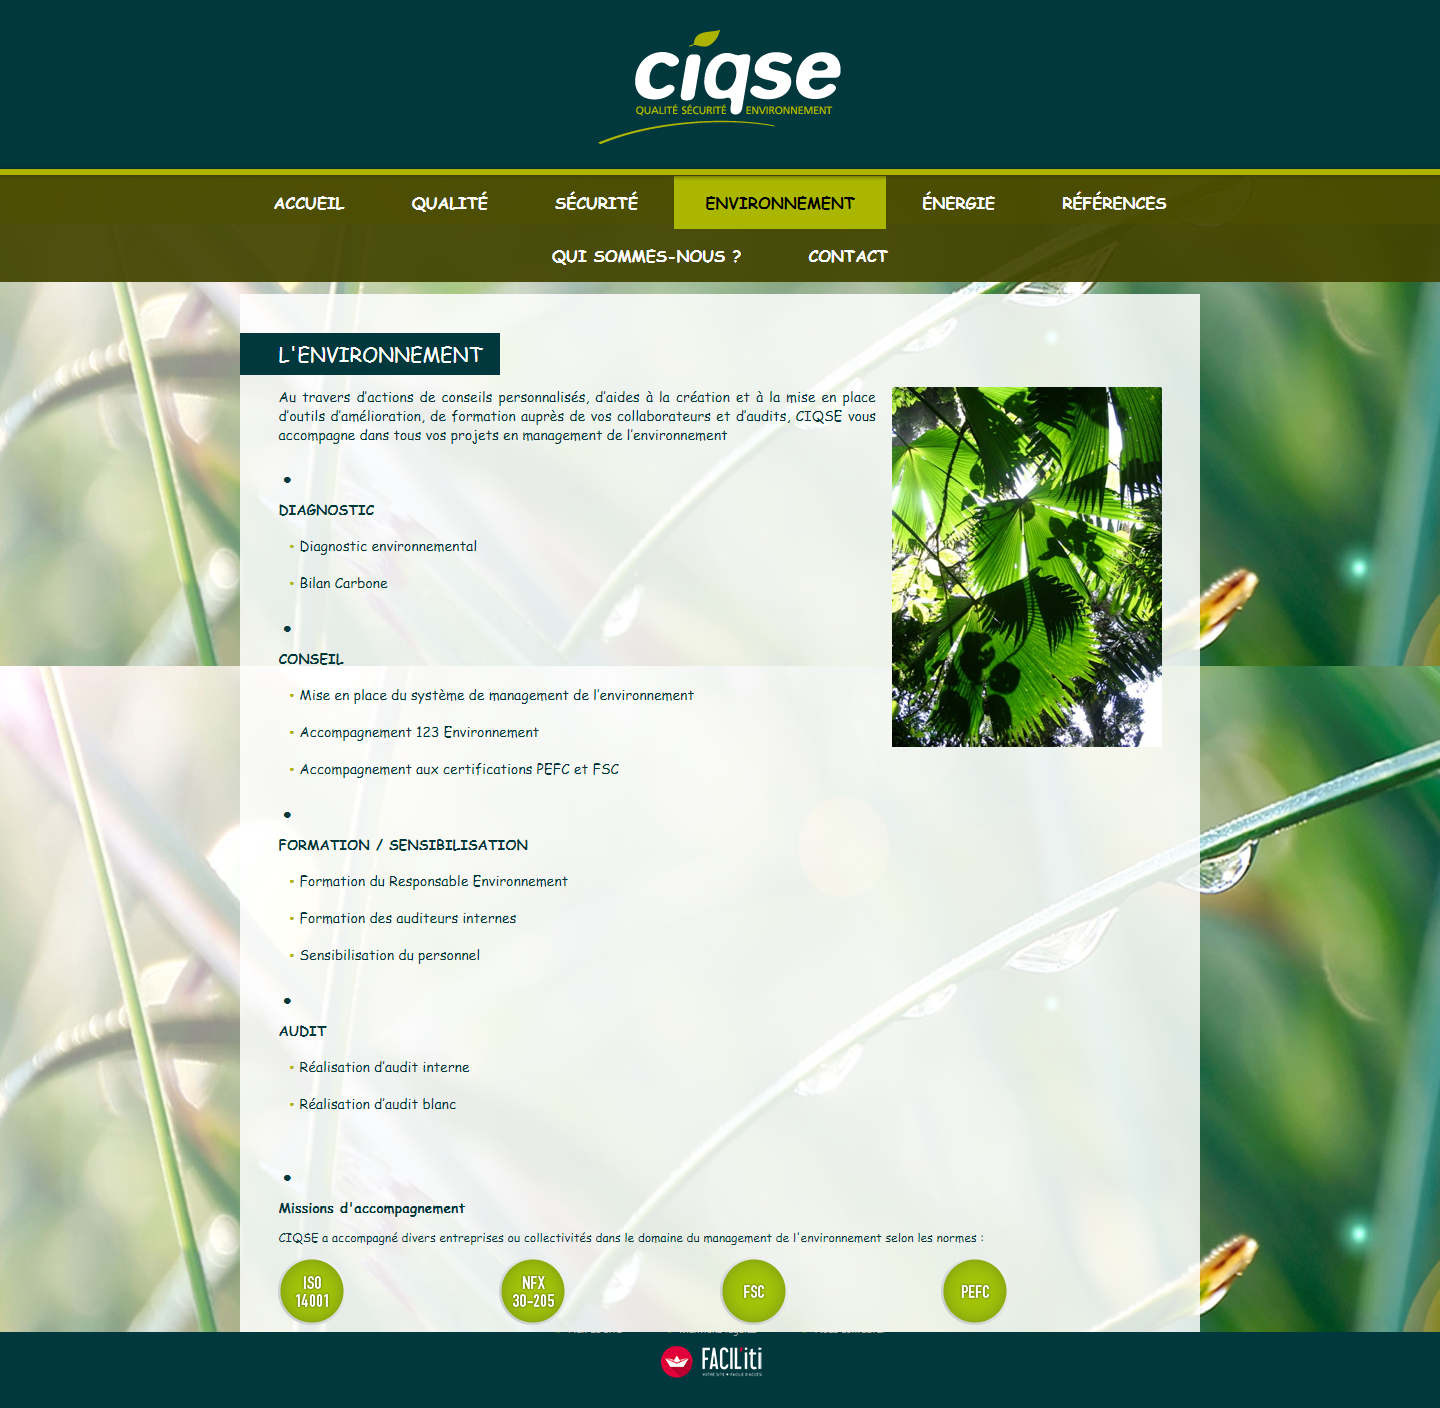 ciqse
QUALITÉ SÉCURITÉ ENVIRONNEMENT
ACCUEIL QUALITÉ SÉCURITÉ ENVIRONNEMENT ÉNERGIE RÉFÉRENCES
QUI SOMMES-NOUS ? CONTACT
L'ENVIRONNEMENT
Au travers d’actions de conseils personnalisés, d’aides à la création et à la mise en place
d’outils d’amélioration, de formation auprès de vos collaborateurs et d’audits, CIQSE vous
accompagne dans tous vos projets en management de l’environnement
DIAGNOSTIC
Diagnostic environnemental
Bilan Carbone
CONSEIL
Mise en place du système de management de l’environnement
Accompagnement 123 Environnement
Accompagnement aux certifications PEFC et FSC
FORMATION / SENSIBILISATION
Formation du Responsable Environnement
Formation des auditeurs internes
Sensibilisation du personnel
AUDIT
Réalisation d’audit interne
Réalisation d’audit blanc
Missions d'accompagnement
CIQSE a accompagné divers entreprises ou collectivités dans le domaine du management de l'environnement selon les normes :
ISO 14001
NFX 30-205
FSC
PEFC
FACIL'iti
VOTRE SITE + FACILE D'ACCÈS